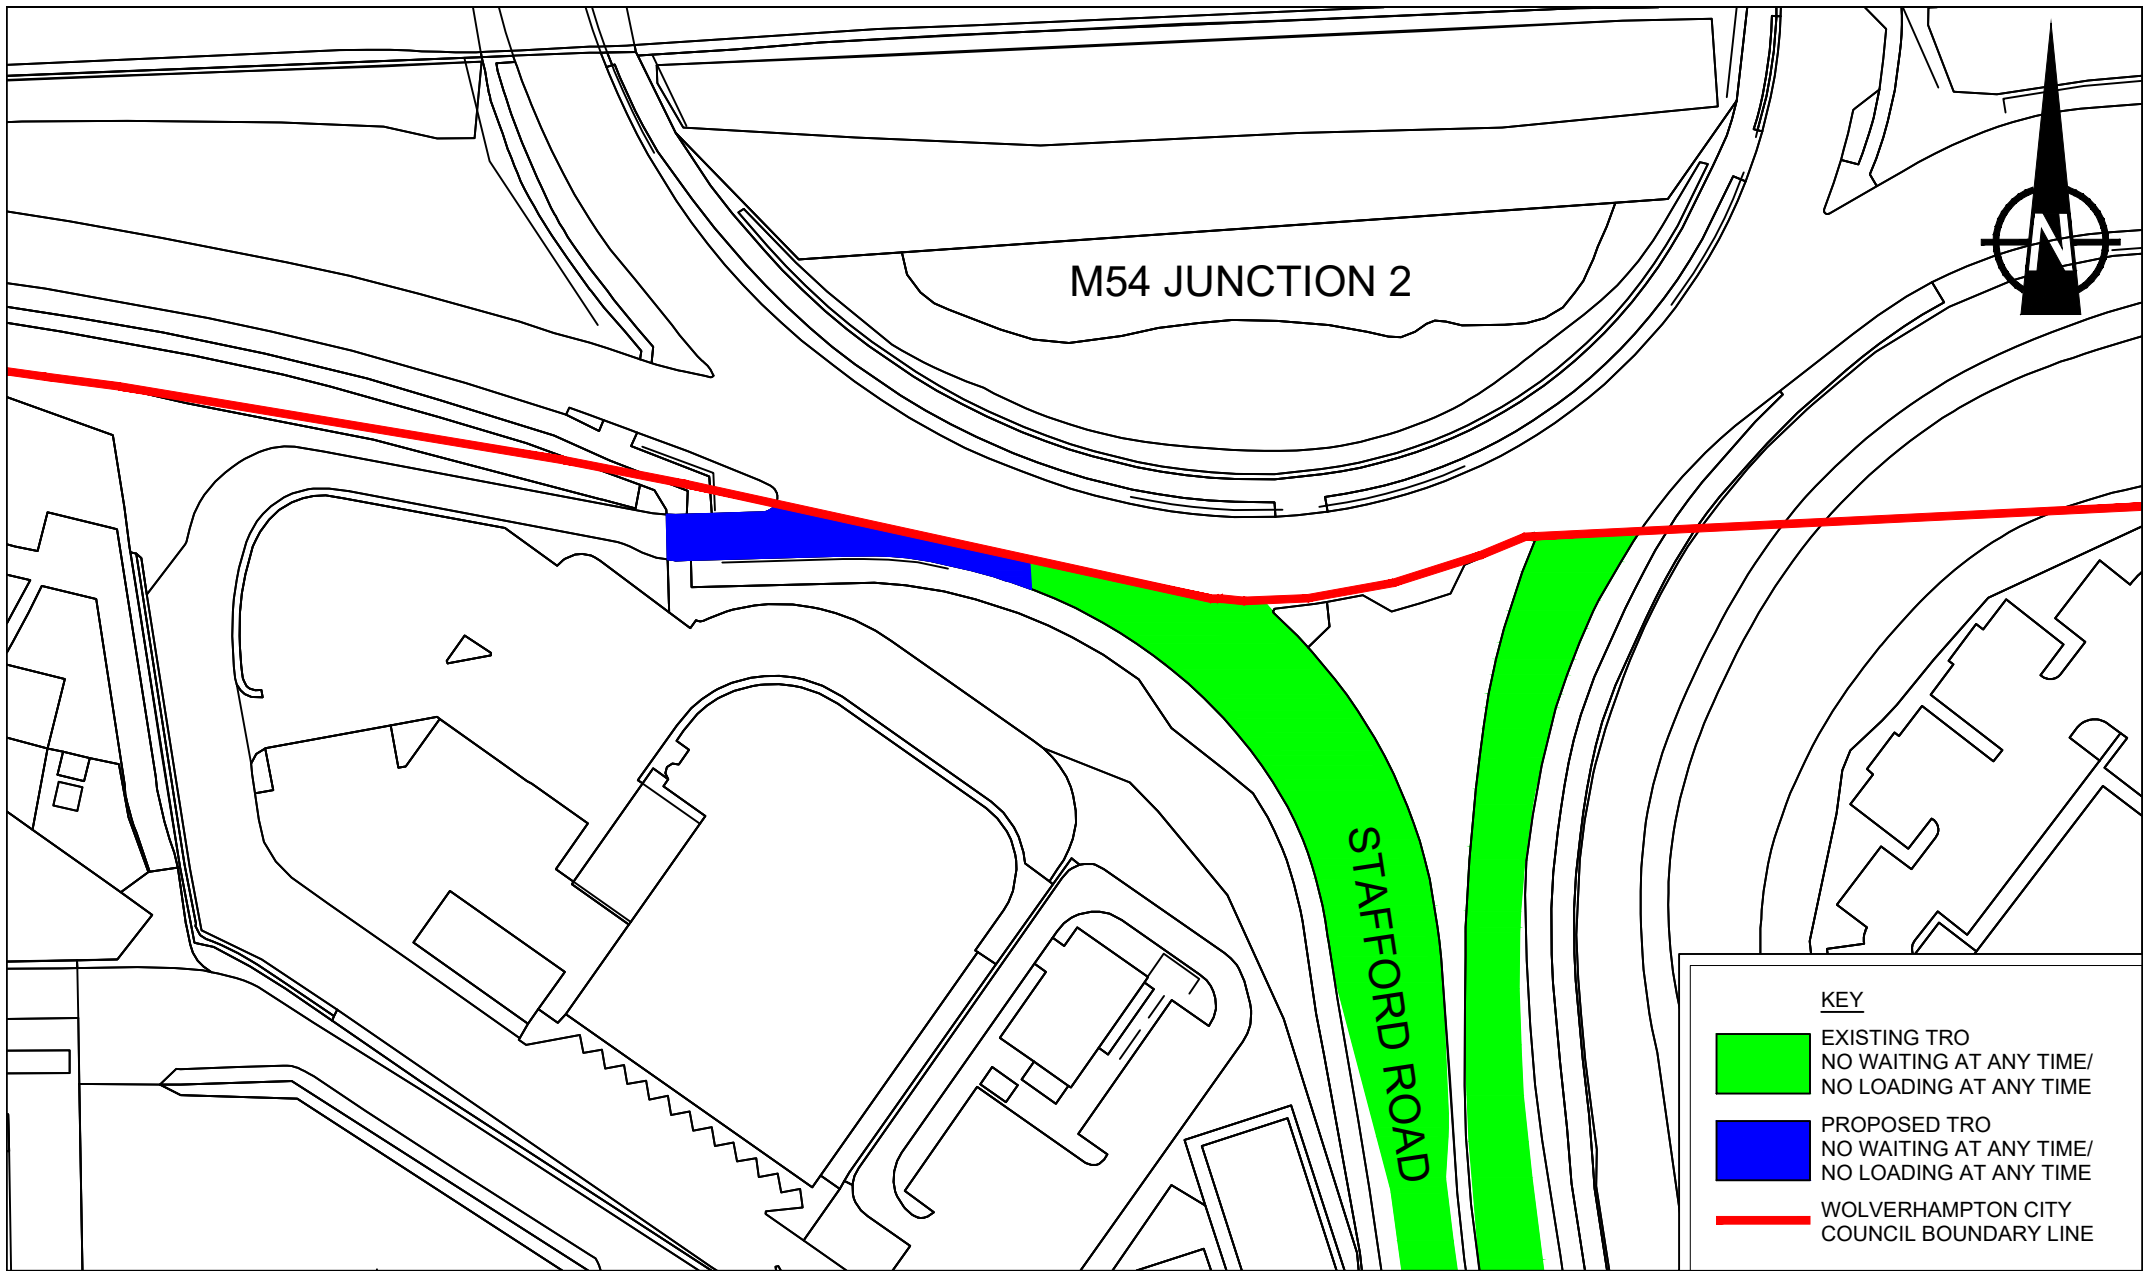 M54 JUNCTION 2
N
STAFFORD ROAD
KEY
EXISTING TRO
NO WAITING AT ANY TIME/
NO LOADING AT ANY TIME
PROPOSED TRO
NO WAITING AT ANY TIME/
NO LOADING AT ANY TIME
WOLVERHAMPTON CITY
COUNCIL BOUNDARY LINE